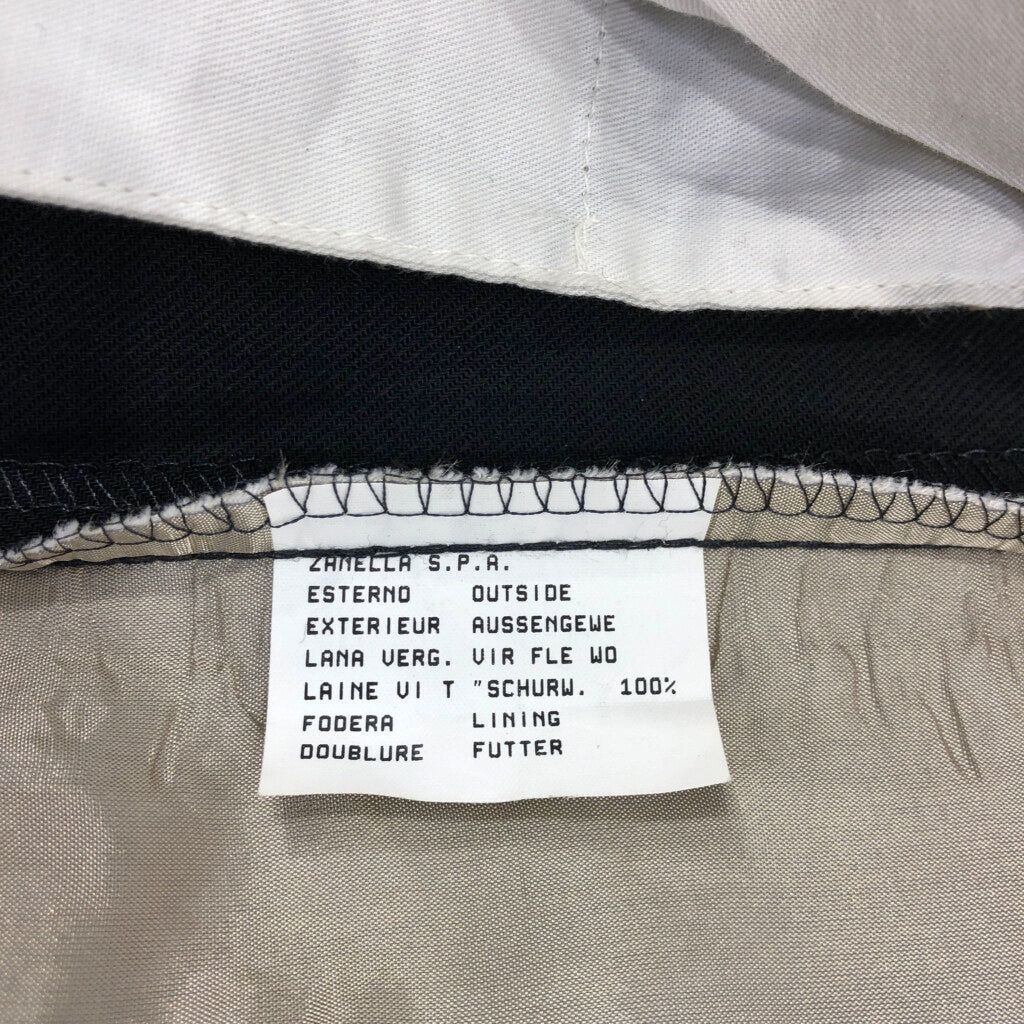 ZANELLA S.P.A.
ESTERNO OUTSIDE
EXTERIEUR AUSSENGEWE
LANA VERG. VIR FLE WO
LAINE VI T "SCHURW. 100%
FODERA LINING
DOUBLURE FUTTER